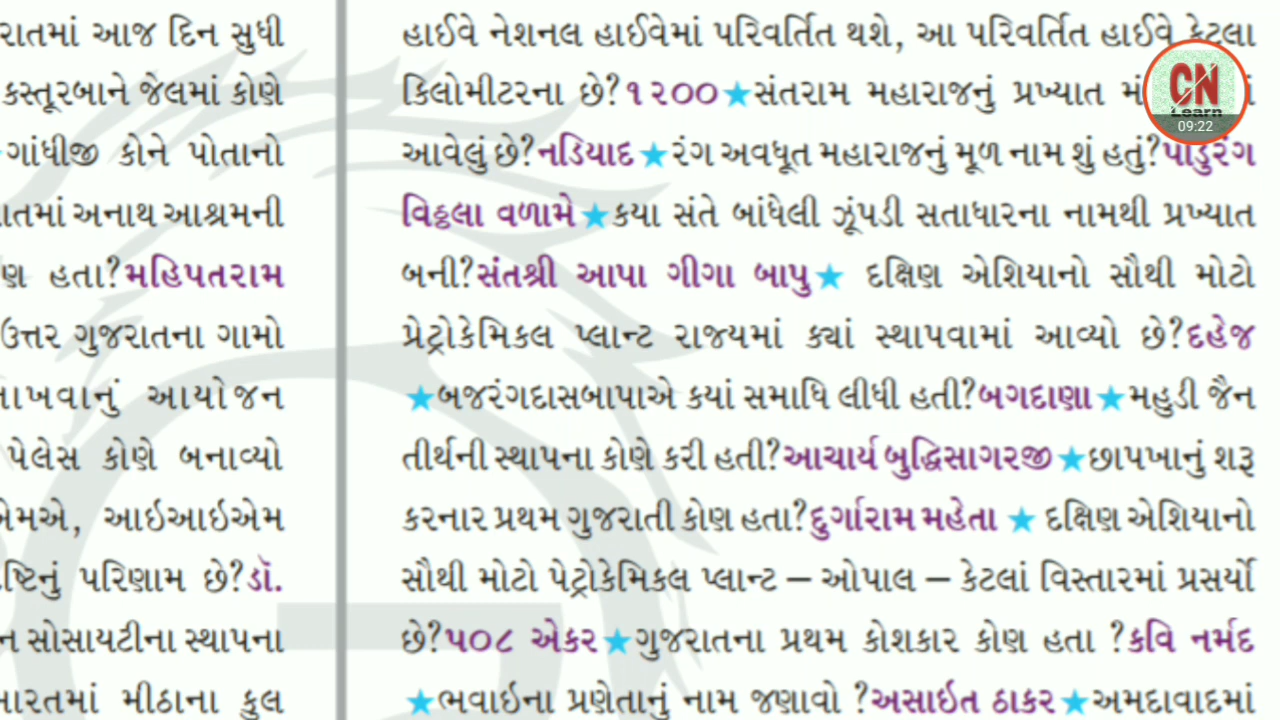 રાતમાં આજ દિન સુધી
કસ્તૂરબાને જેલમાં કોણે
ગાંધીજી કોને પોતાનો
અનાથ આશ્રમની
હતા?મહિપતરામ
ઉત્તર ગુજરાતના ગામો
નાખવાનું આયોજન
પેલેસ કોણે બનાવ્યો
એમએ, આઇઆઇએમ
પરિણામ છે?ડૉ.
ન સોસાયટીના સ્થાપના
ભારતમાં મીઠાના કુલ
હાઈવે નેશનલ હાઈવેમાં પરિવર્તિત થશે, આ પરિવર્તિત હાઈવે કેટલા
કિલોમીટરના છે?૧૨૦૦★સંતરામ મહારાજનું પ્રખ્યાત
આવેલું છે?નડિયાદ★રંગ અવધૂત મહારાજનું મૂળ નામ શું હતું?પાંડુરંગ
વિઠ્ઠલા વળામે★કયા સંતે બાંધેલી ઝૂંપડી સતાધારના નામથી પ્રખ્યાત
બની?સંતશ્રી આપા ગીગા બાપુ★ દક્ષિણ એશિયાનો સૌથી મોટો
પ્રેટ્રોકેમિકલ પ્લાન્ટ રાજ્યમાં ક્યાં સ્થાપવામાં આવ્યો છે?દહેજ
★બજરંગદાસબાપાએ કયાં સમાધિ લીધી હતી?બગદાણા★મહુડી જૈન
તીર્થની સ્થાપના કોણે કરી હતી?આચાર્ય બુદ્ધિસાગરજી★છાપખાનું શરૂ
કરનાર પ્રથમ ગુજરાતી કોણ હતા?દુર્ગારામ મહેતા ★ દક્ષિણ એશિયાનો
સૌથી મોટો પેટ્રોકેમિકલ પ્લાન્ટ – ઓપાલ – કેટલાં વિસ્તારમાં પ્રસર્યો
છે?૫૦૮ એકર★ગુજરાતના પ્રથમ કોશકાર કોણ હતા ?કવિ નર્મદ
★ભવાઇના પ્રણેતાનું નામ જણાવો ?અસાઇત ઠાકર★અમદાવાદમાં
CN
Learn
09:22